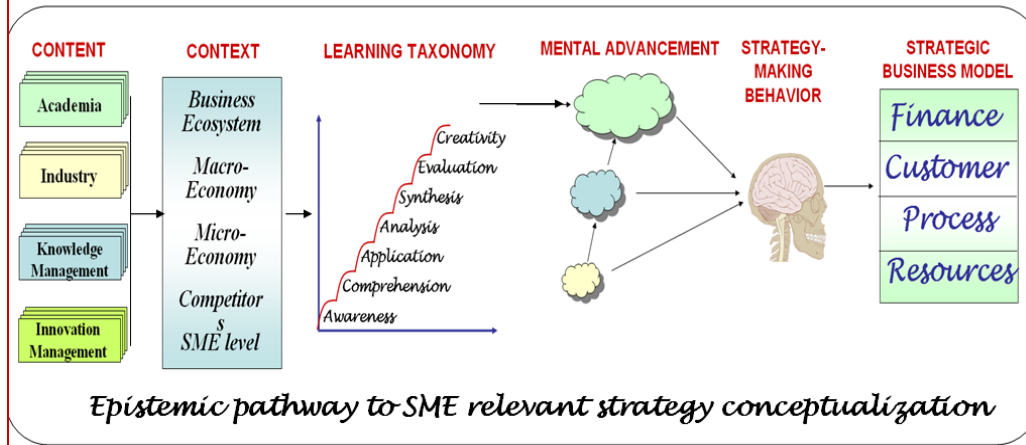 CONTENT
Academia
Industry
Knowledge
Management
Innovation
Management
CONTEXT
Business
Ecosystem
Macro-
Economy
Micro-
Economy
Competitor
s
SME level
LEARNING TAXONOMY
Creativity
Evaluation
Synthesis
Analysis
Application
Comprehension
Awareness
MENTAL ADVANCEMENT
STRATEGY-
MAKING
BEHAVIOR
STRATEGIC
BUSINESS MODEL
Finance
Customer
Process
Resources
Epistemic pathway to SME relevant strategy conceptualization